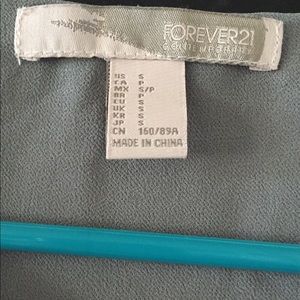 FOREVER21
US S
CA P
MX S/P
BR P
EU S
UK S
KR S
JP S
CN 160/89A
MADE IN CHINA